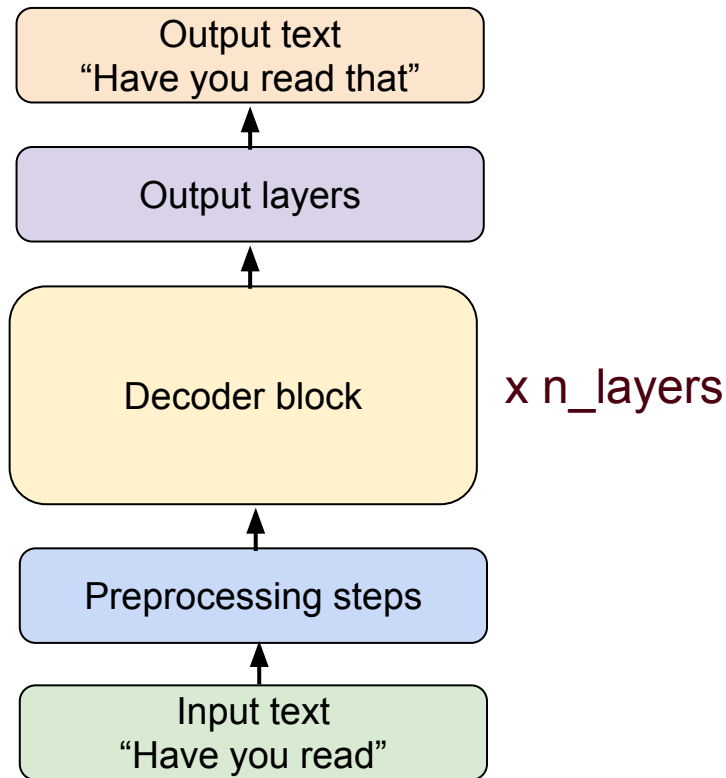 Output text
“Have you read that”
Output layers
Decoder block
x n_layers
Preprocessing steps
Input text
“Have you read”